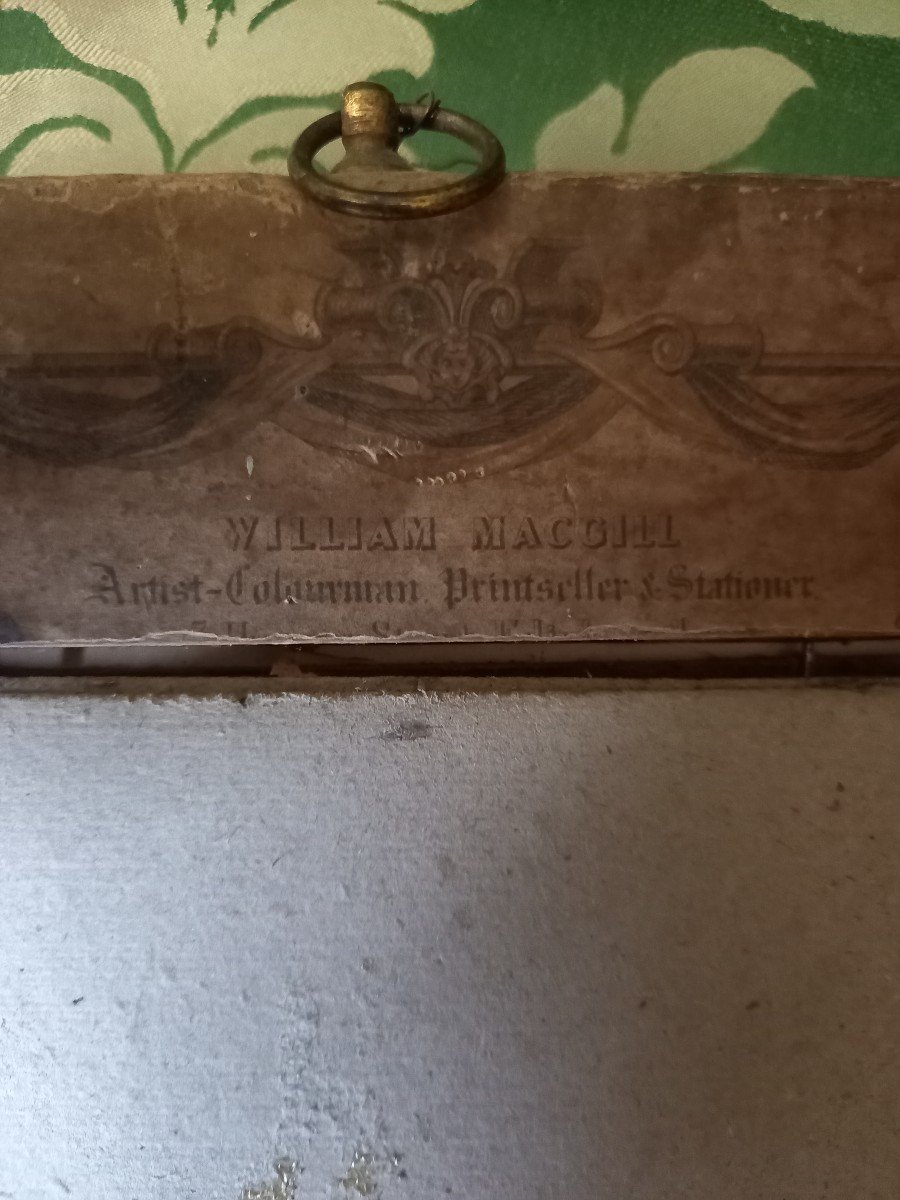 WILLIAM MACGILL
Artist-Colourman Printseller & Stationer